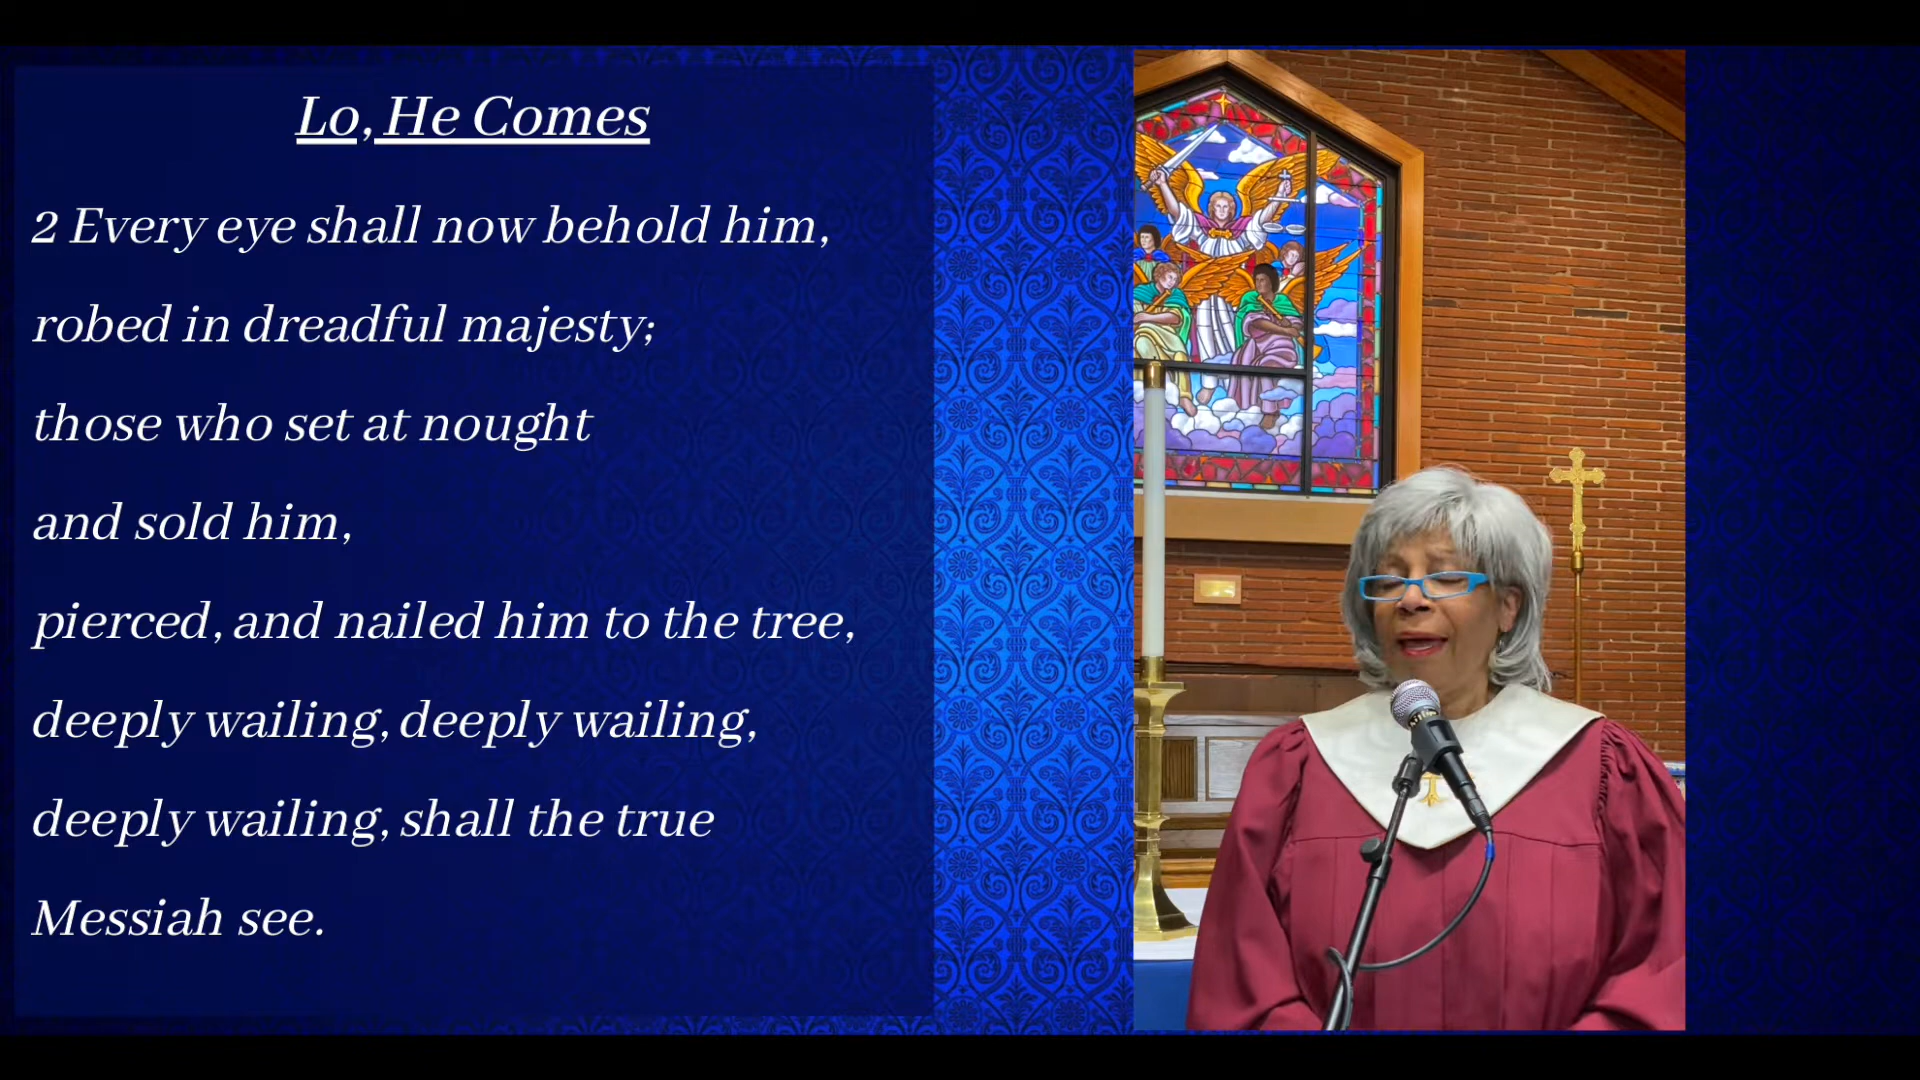 Lo, He Comes
2 Every eye shall now behold him,
robed in dreadful majesty;
those who set at nought
and sold him,
pierced, and nailed him to the tree,
deeply wailing, deeply wailing,
deeply wailing, shall the true
Messiah see.